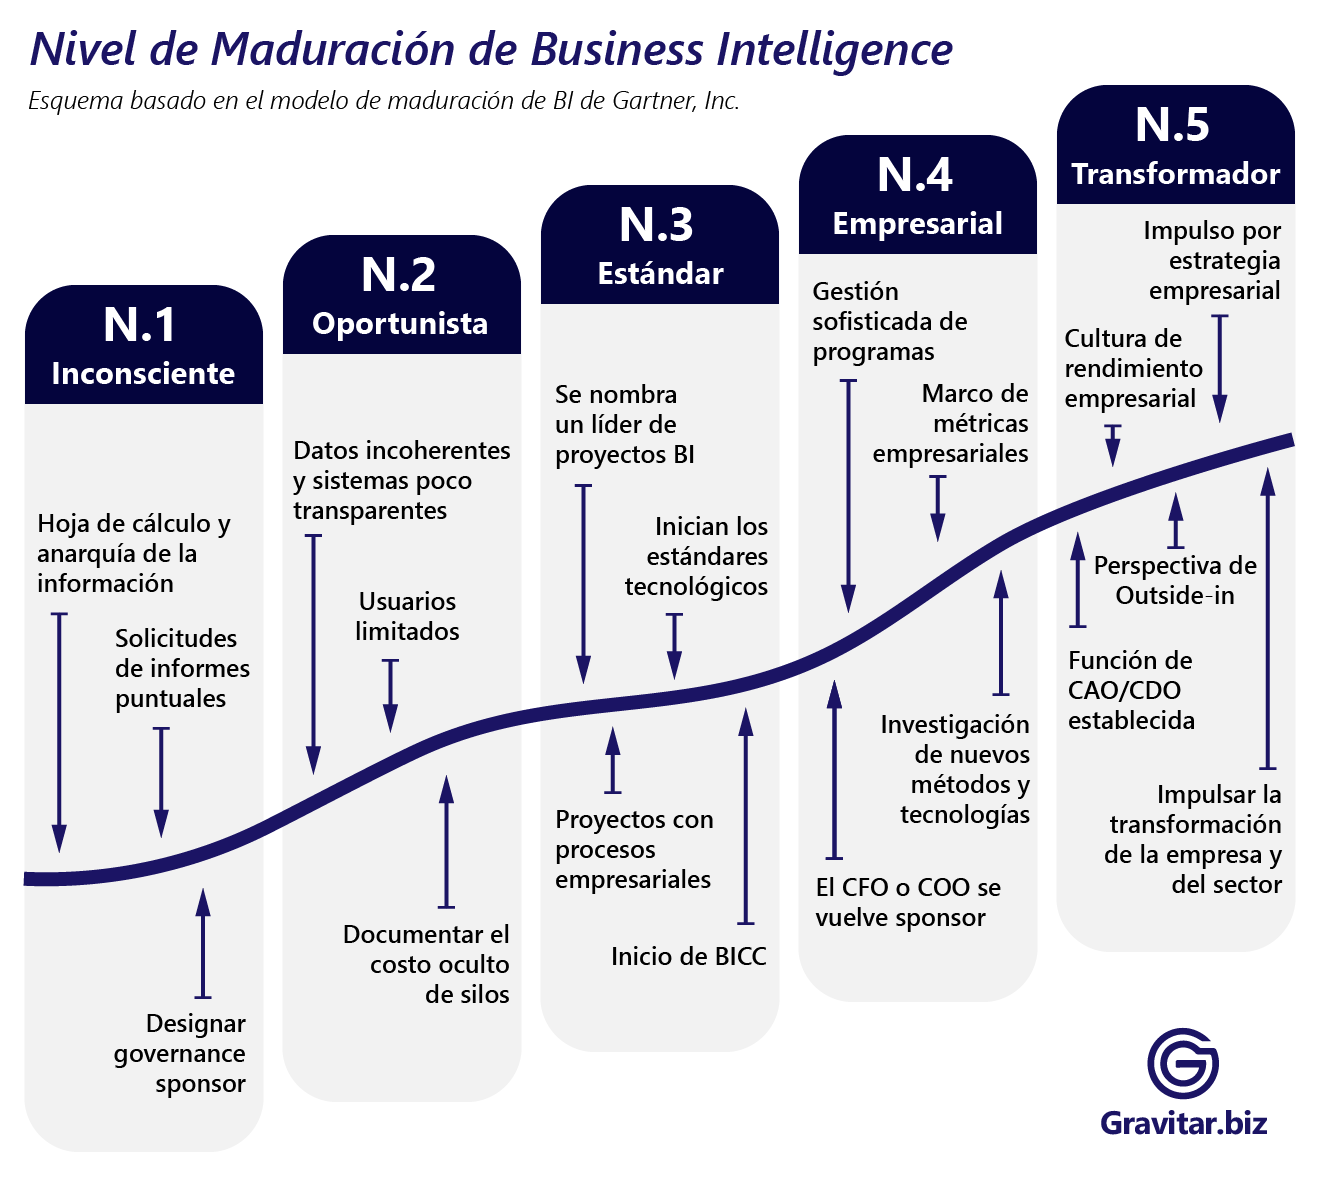 Nivel de Maduración de Business Intelligence
Esquema basado en el modelo de maduración de BI de Gartner, Inc.
N.1
Inconsciente
Hoja de cálculo y
anarquía de la
información
Solicitudes
de informes
puntuales
Designar
governance
sponsor
N.2
Oportunista
Datos incoherentes
y sistemas poco
transparentes
Usuarios
limitados
Documentar el
costo oculto
de silos
N.3
Estándar
Se nombra
un líder de
proyectos BI
Inician los
estándares
tecnológicos
Proyectos con
procesos
empresariales
Inicio de BICC
N.4
Empresarial
Gestión
sofisticada de
programas
Marco de
métricas
empresariales
Investigación
de nuevos
métodos y
tecnologías
El CFO o COO se
vuelve sponsor
N.5
Transformador
Impulso por
estrategia
empresarial
Cultura de
rendimiento
empresarial
Perspectiva de
Outside-in
Función de
CAO/CDO
establecida
Impulsar la
transformación
de la empresa y
del sector
Gravitar.biz